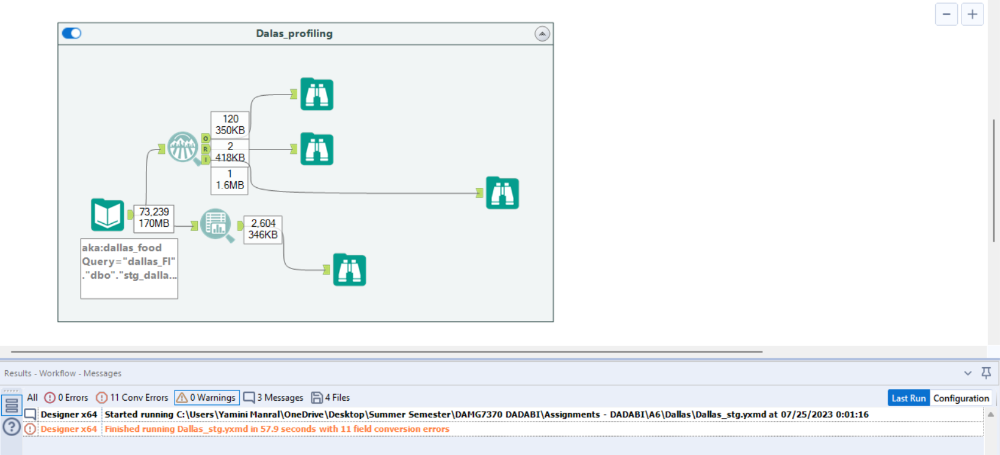 Dalas_profiling
120
350KB
O
R
I
2
418KB
1
1.6MB
73,239
170MB
2,604
346KB
aka:dallas_food
Query="dallas_FI"
."dbo"."stg_dalla...
Results - Workflow - Messages
All 0 Errors 11 Conv Errors 0 Warnings 3 Messages 4 Files Last Run Configuration
Designer x64 Started running C:\Users\Yamini Manral\OneDrive\Desktop\Summer Semester\DAMG7370 DADABI\Assignments - DADABI\A6\Dallas\Dallas_stg.yxmd at 07/25/2023 0:01:16
Designer x64 Finished running Dallas_stg.yxmd in 57.9 seconds with 11 field conversion errors